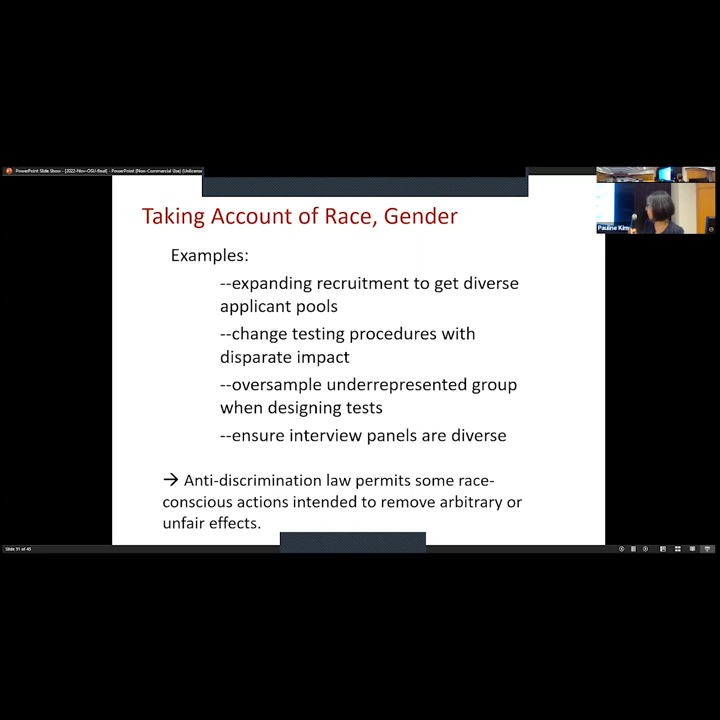 PowerPoint Slide Show - [2022-Nov-OSU-final] - PowerPoint (Non-Commercial Use) (Unlicensed
Taking Account of Race, Gender
Pauline Kim
Examples:
--expanding recruitment to get diverse
applicant pools
--change testing procedures with
disparate impact
--oversample underrepresented group
when designing tests
--ensure interview panels are diverse
→ Anti-discrimination law permits some race-
conscious actions intended to remove arbitrary or
unfair effects.
Slide 31 of 45